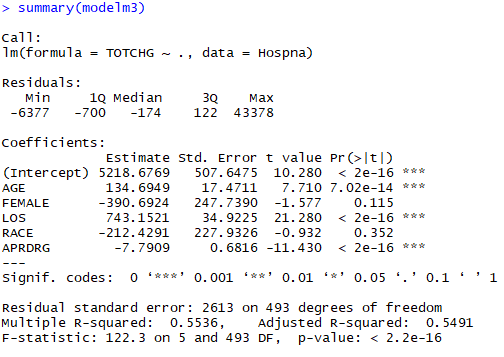 > summary(modelm3)
Call:
lm(formula = TOTCHG ~ ., data = Hospna)
Residuals:
   Min     1Q Median     3Q    Max
 -6377   -700   -174    122  43378
Coefficients:
             Estimate Std. Error t value Pr(>|t|)
(Intercept) 5218.6769   507.6475  10.280  < 2e-16 ***
AGE          134.6949    17.4711   7.710 7.02e-14 ***
FEMALE      -390.6924   247.7390  -1.577    0.115
LOS          743.1521    34.9225  21.280  < 2e-16 ***
RACE        -212.4291   227.9326  -0.932    0.352
APRDRG        -7.7909     0.6816 -11.430  < 2e-16 ***
---
Signif. codes:  0 ‘***’ 0.001 ‘**’ 0.01 ‘*’ 0.05 ‘.’ 0.1 ‘ ’ 1
Residual standard error: 2613 on 493 degrees of freedom
Multiple R-squared:  0.5536,    Adjusted R-squared:  0.5491
F-statistic: 122.3 on 5 and 493 DF,  p-value: < 2.2e-16